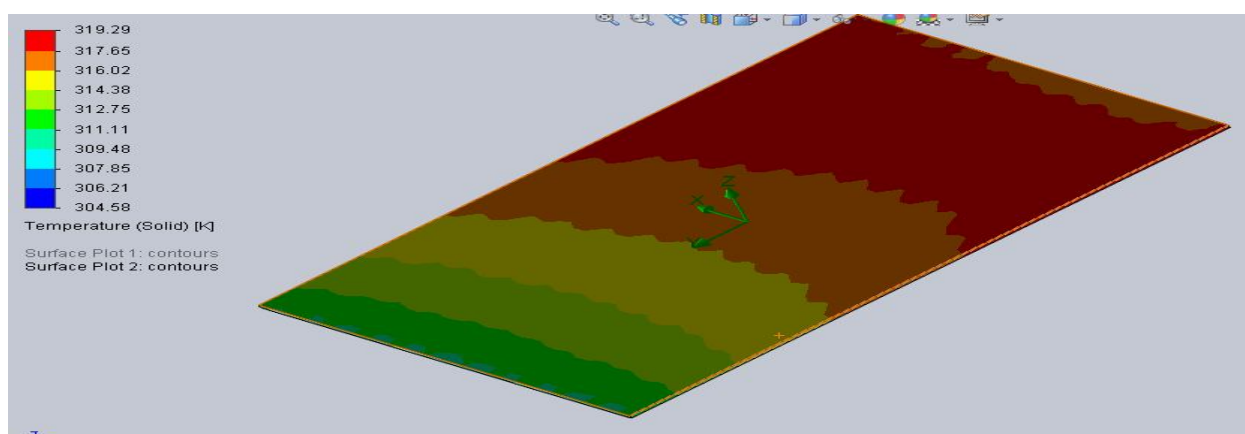 319.29
317.65
316.02
314.38
312.75
311.11
309.48
307.85
306.21
304.58
Temperature (Solid) [K]
Surface Plot 1: contours
Surface Plot 2: contours
Z
X
Y